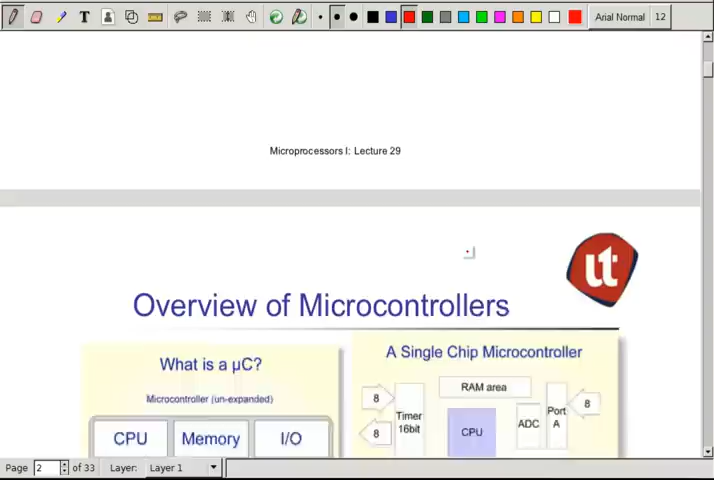 T
Arial Normal 12
Microprocessors I: Lecture 29
ut
Overview of Microcontrollers
What is a µC?
Microcontroller (un-expanded)
CPU Memory I/O
A Single Chip Microcontroller
RAM area
8
8
Timer
16bit
CPU
ADC
Port
A
8
Page 2 of 33 Layer: Layer 1